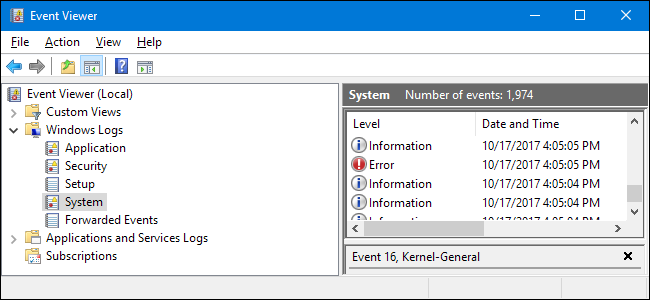 Event Viewer
File Action View Help
Event Viewer (Local)
Custom Views
Windows Logs
Application
Security
Setup
System
Forwarded Events
Applications and Services Logs
Subscriptions
System Number of events: 1,974
Level Date and Time
Information 10/17/2017 4:05:05 PM
Error 10/17/2017 4:05:05 PM
Information 10/17/2017 4:05:04 PM
Information 10/17/2017 4:05:04 PM
Information 10/17/2017 4:05:04 PM
Event 16, Kernel-General